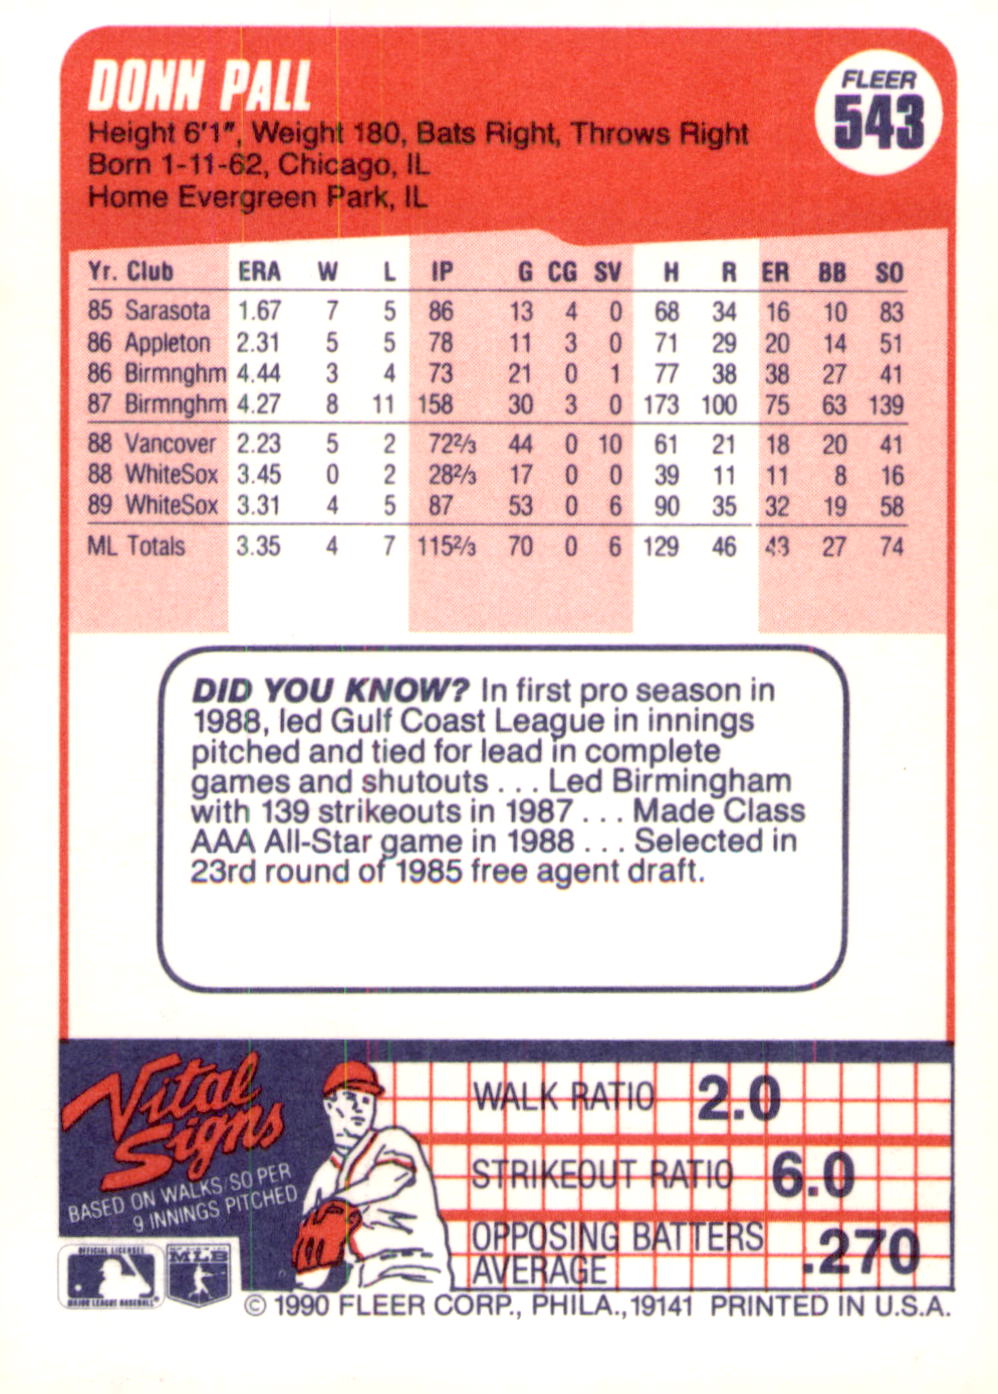 DONN PALL
FLEER
543
Height 6'1", Weight 180, Bats Right, Throws Right
Born 1-11-62, Chicago, IL
Home Evergreen Park, IL
Yr. Club ERA W L IP G CG SV H R ER BB SO
85 Sarasota 1.67 7 5 86 13 4 0 68 34 16 10 83
86 Appleton 2.31 5 5 78 11 3 0 71 29 20 14 51
86 Birmnghm 4.44 3 4 73 21 0 1 77 38 38 27 41
87 Birmnghm 4.27 8 11 158 30 3 0 173 100 75 63 139
88 Vancover 2.23 5 2 722/3 44 0 10 61 21 18 20 41
88 WhiteSox 3.45 0 2 282/3 17 0 0 39 11 11 8 16
89 WhiteSox 3.31 4 5 87 53 0 6 90 35 32 19 58
ML Totals 3.35 4 7 1152/3 70 0 6 129 46 43 27 74
DID YOU KNOW? In first pro season in
1988, led Gulf Coast League in innings
pitched and tied for lead in complete
games and shutouts . . . Led Birmingham
with 139 strikeouts in 1987 . . . Made Class
AAA All-Star game in 1988 . . . Selected in
23rd round of 1985 free agent draft.
Vital
Signs
BASED ON WALKS/SO PER
9 INNINGS PITCHED
WALK RATIO 2.0
STRIKEOUT RATIO 6.0
OPPOSING BATTERS
AVERAGE .270
OFFICIAL LICENSEE
MAJOR LEAGUE BASEBALL
MLB
© 1990 FLEER CORP., PHILA., 19141 PRINTED IN U.S.A.